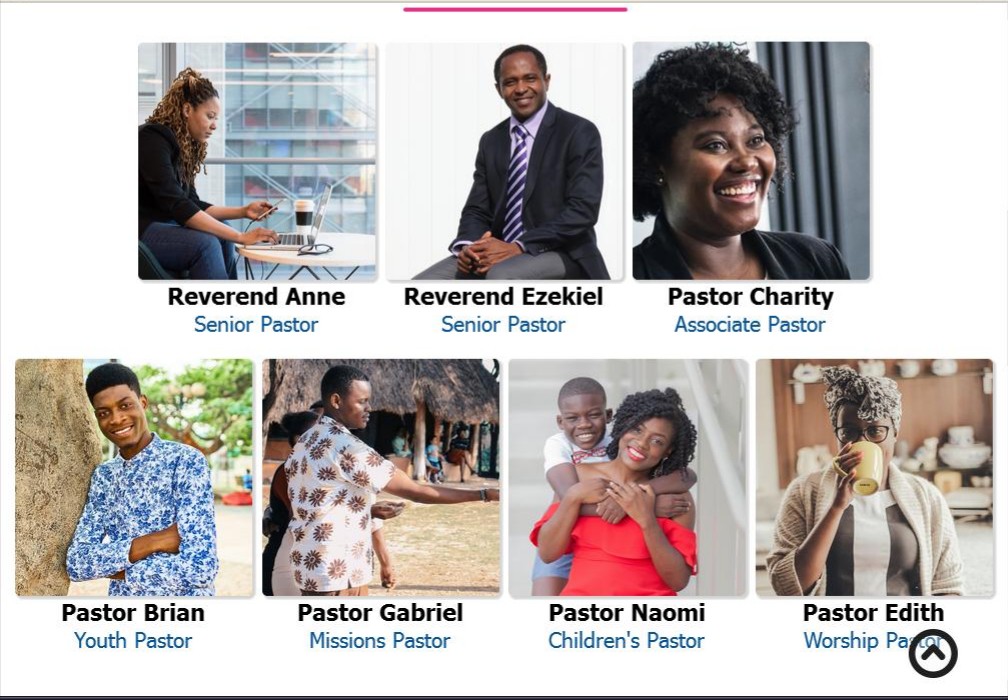 Reverend Anne
Senior Pastor
Reverend Ezekiel
Senior Pastor
Pastor Charity
Associate Pastor
Pastor Brian
Youth Pastor
Pastor Gabriel
Missions Pastor
Pastor Naomi
Children's Pastor
Pastor Edith
Worship Pastor